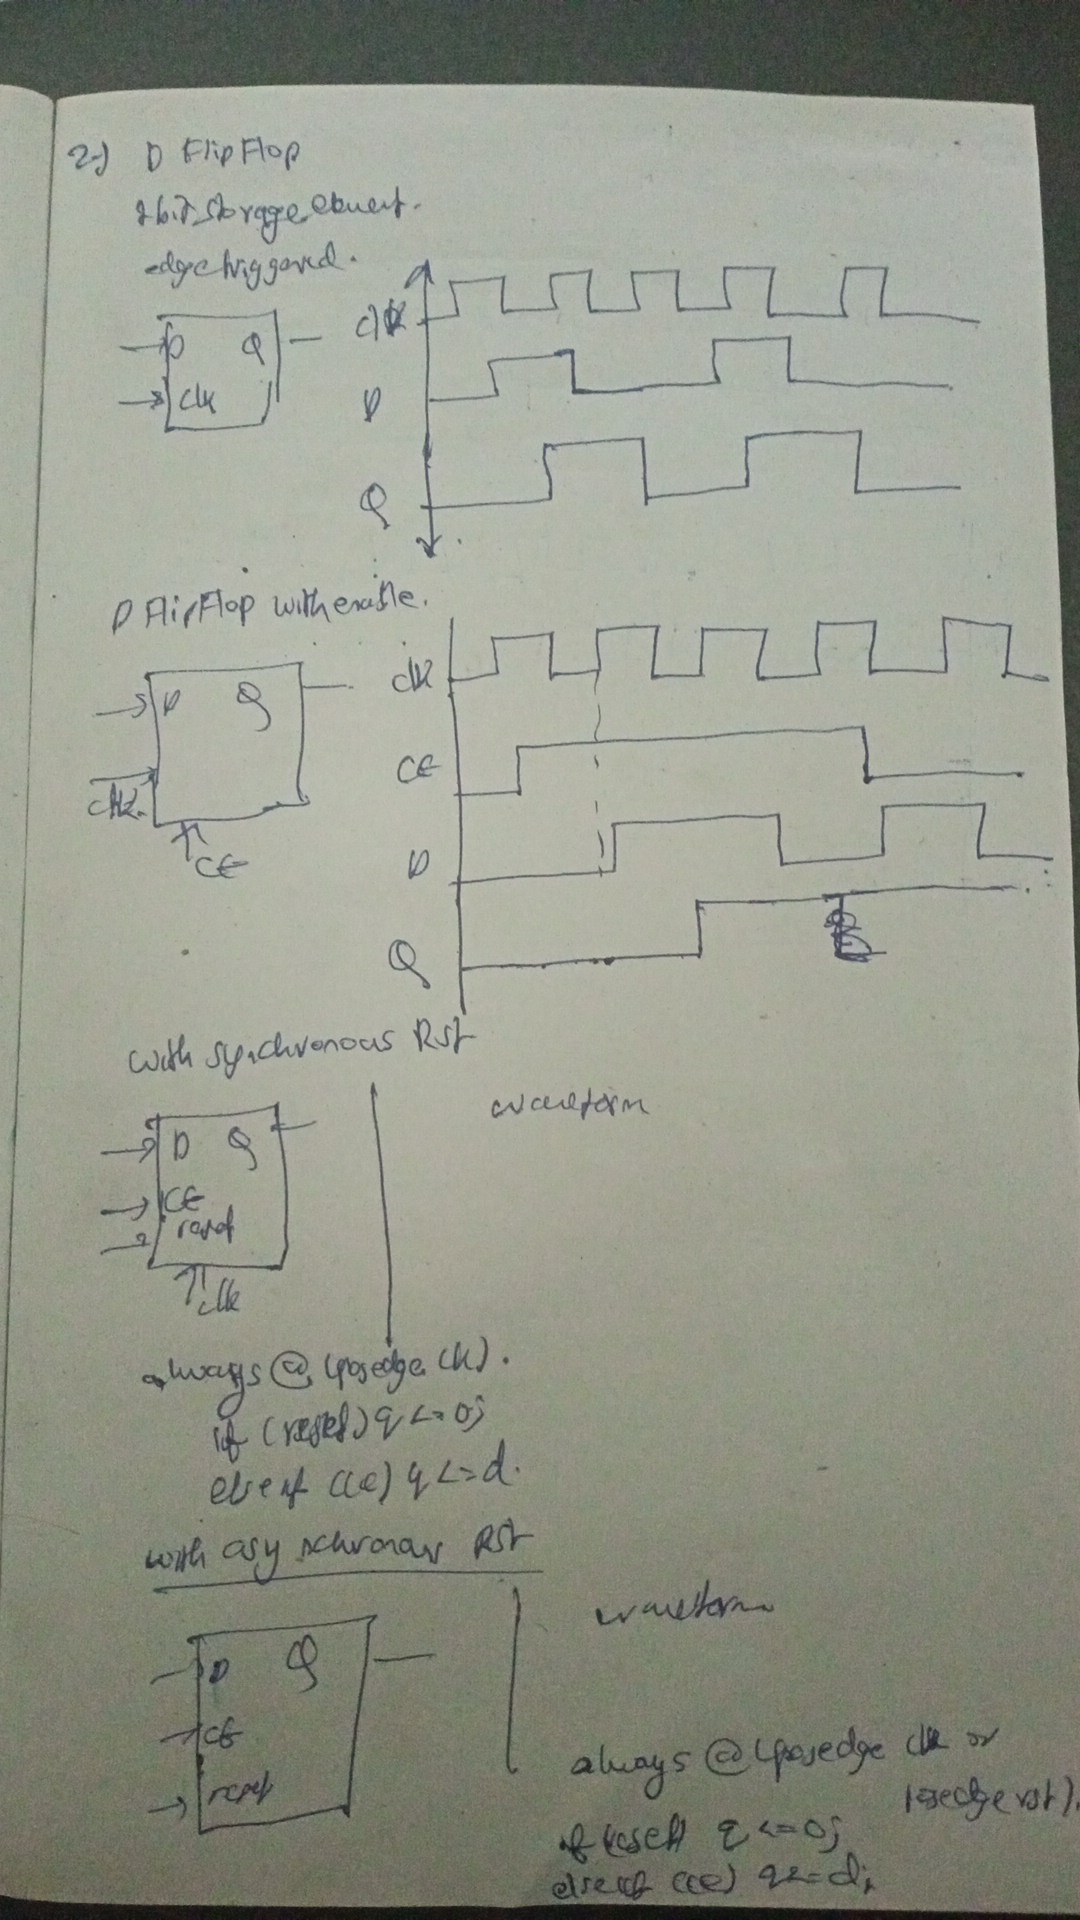 2-) D FlipFlop
1bit storage element.
edge triggered.
D Q
clk
clk
D
Q
D FlipFlop with enable.
D Q
clk.
CE
clk
CE
D
Q
with synchronous Rst
waveform
D Q
CE
reset
clk
always @ (posedge clk).
if (reset) q <= 0;
else if (ce) q <= d.
with asynchronous Rst
waveform
D Q
CE
reset
always @ (posedge clk or
posedge rst).
if (reset) q <= 0;
else if (ce) q <= d;